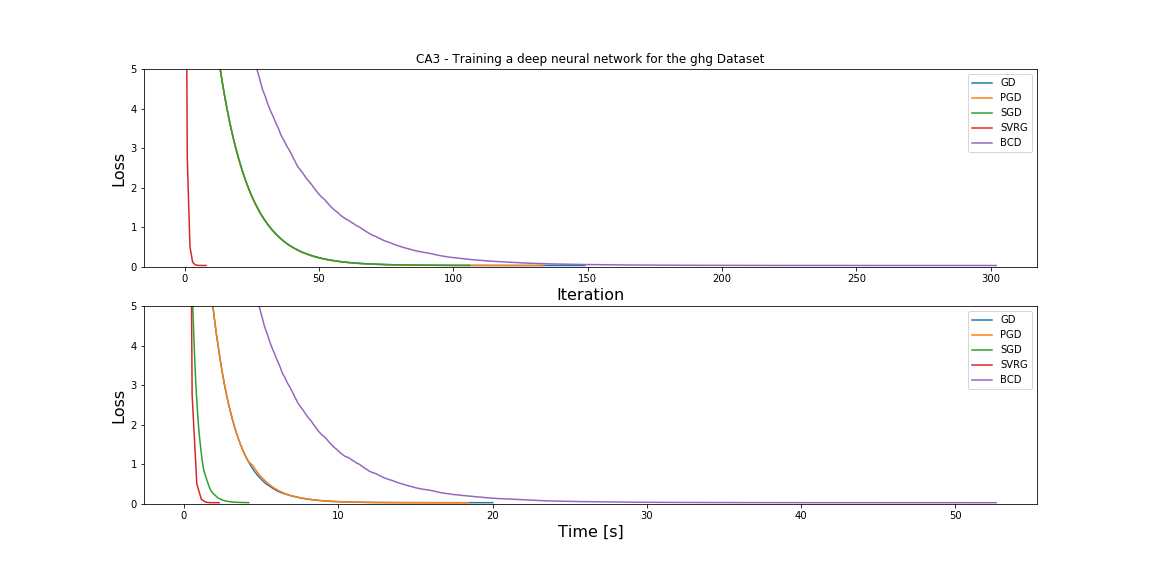 CA3 - Training a deep neural network for the ghg Dataset
5
4
3
2
1
0
Loss
GD
PGD
SGD
SVRG
BCD
0 50 100 150 200 250 300
Iteration
5
4
3
2
1
0
Loss
GD
PGD
SGD
SVRG
BCD
0 10 20 30 40 50
Time [s]